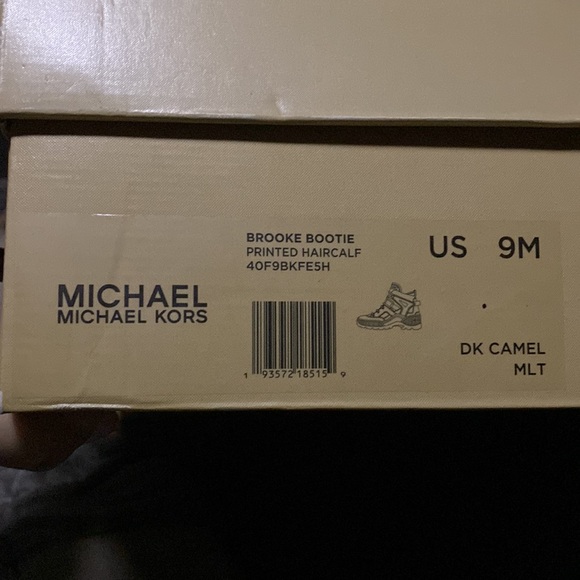 BROOKE BOOTIE
PRINTED HAIRCALF
40F9BKFE5H
US 9M
MICHAEL
MICHAEL KORS
1 93572 18515 9
DK CAMEL
MLT